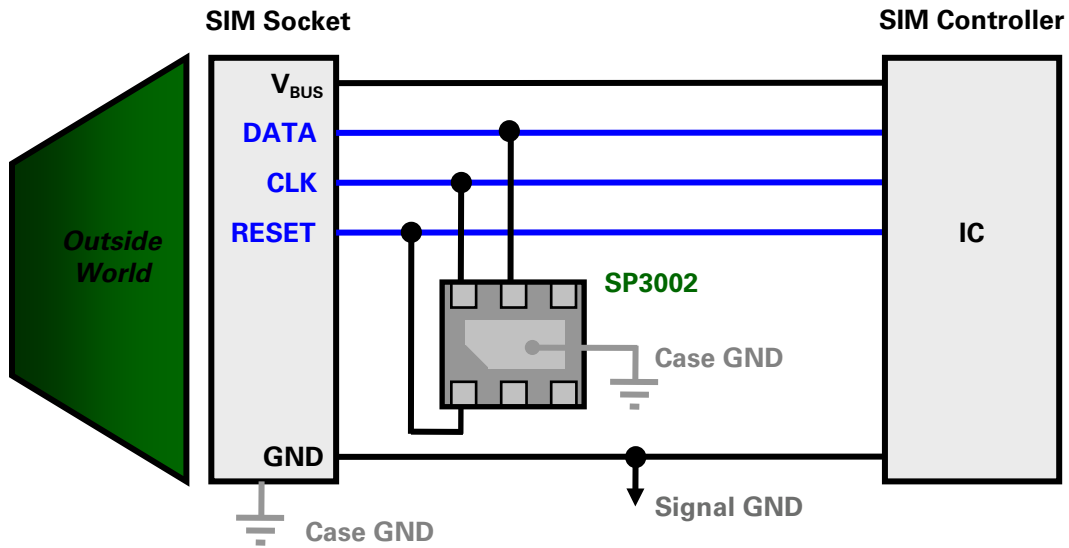 SIM Socket
SIM Controller
VBUS
DATA
CLK
RESET
Outside
World
IC
SP3002
Case GND
GND
Signal GND
Case GND